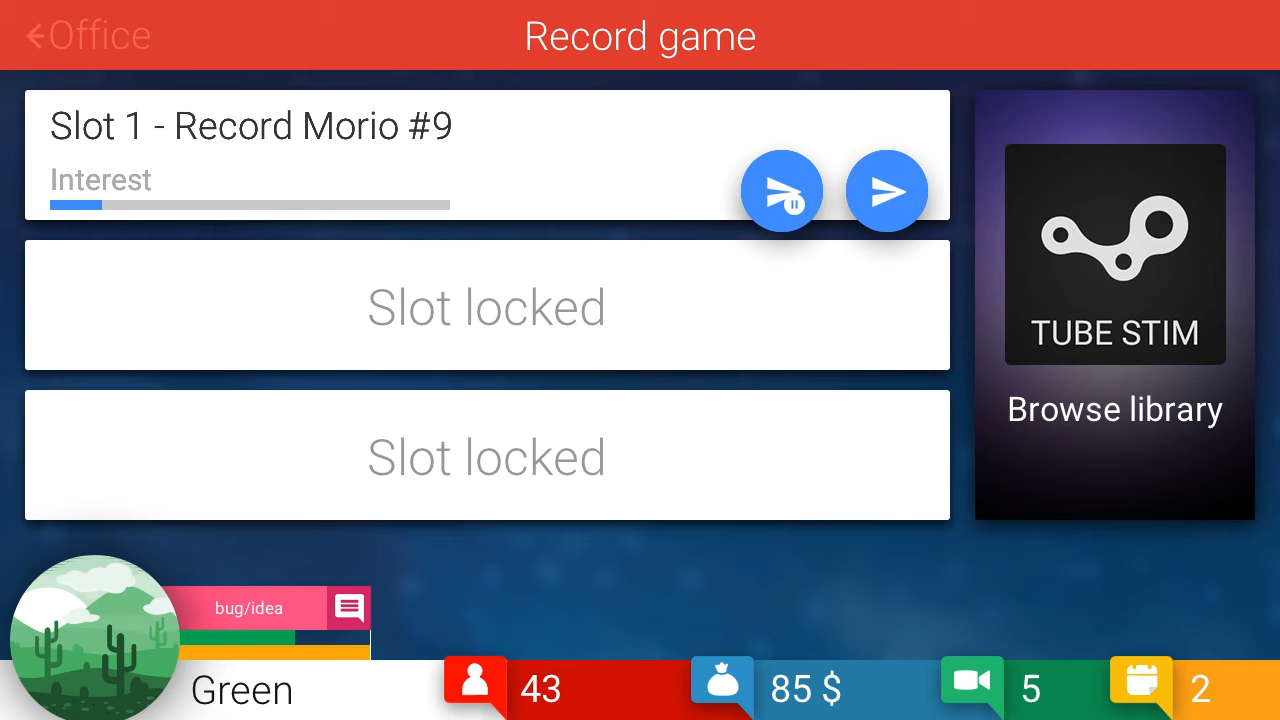 Office
Record game
Slot 1 - Record Morio #9
Interest
Slot locked
Slot locked
TUBE STIM
Browse library
bug/idea
Green
43
85 $
5
2